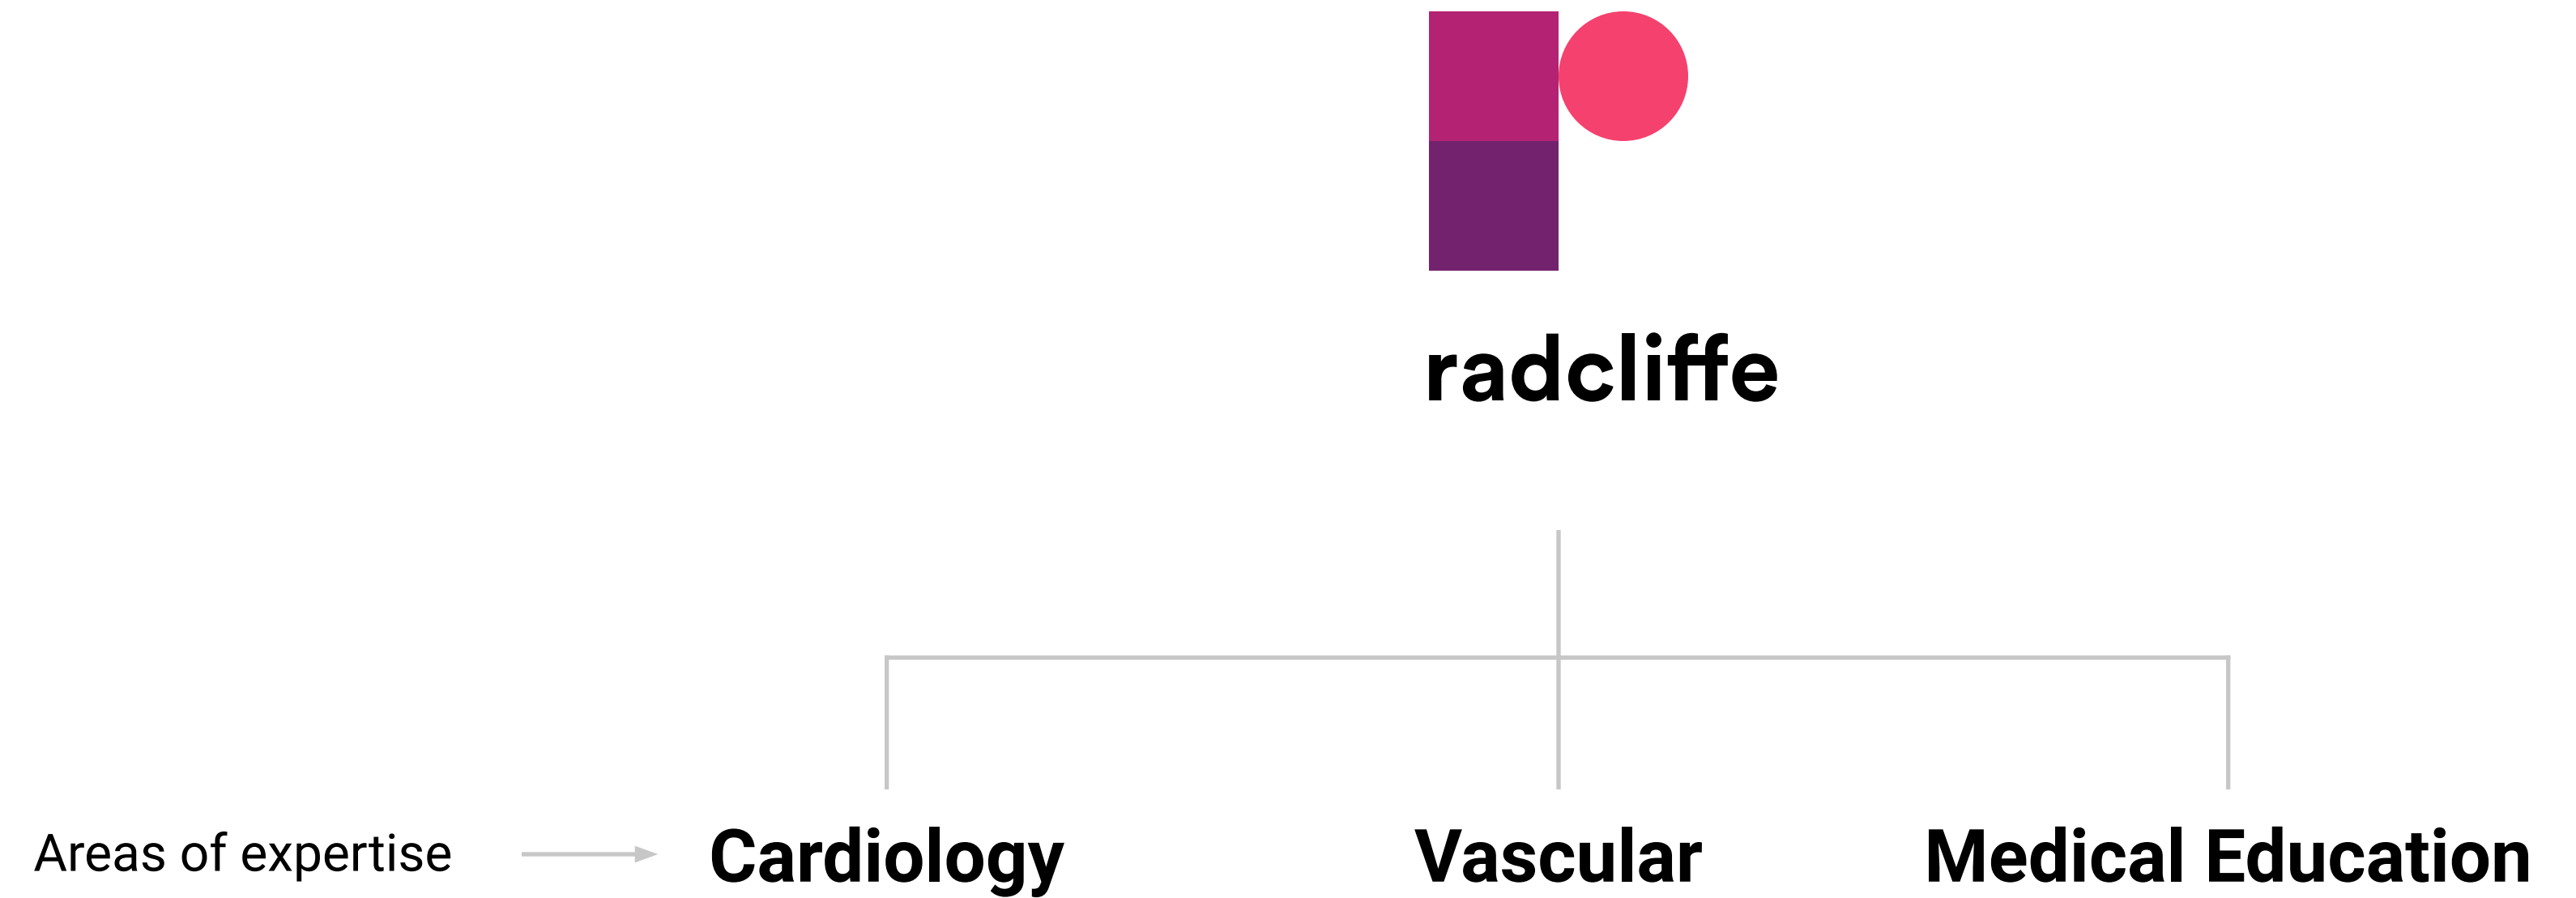 radcliffe
Areas of expertise
Cardiology
Vascular
Medical Education